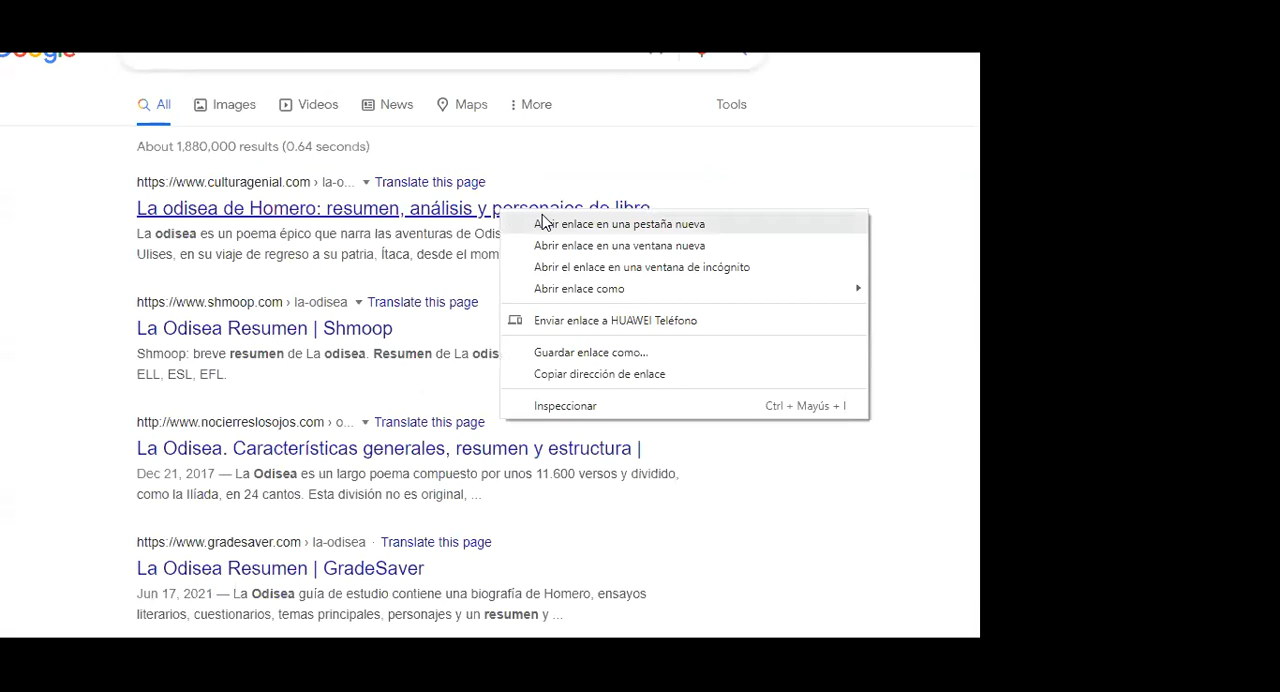 Google
All Images Videos News Maps More Tools
About 1,880,000 results (0.64 seconds)
https://www.culturagenial.com › la-o... Translate this page
La odisea de Homero: resumen, análisis y personajes de libro
La odisea es un poema épico que narra las aventuras de
Ulises, en su viaje de regreso a su patria, Ítaca, desde el
https://www.shmoop.com › la-odisea Translate this page
La Odisea Resumen | Shmoop
Shmoop: breve resumen de La odisea. Resumen de La
ELL, ESL, EFL.
http://www.nocierreslosojos.com › o... Translate this page
La Odisea. Características generales, resumen y estructura |
Dec 21, 2017 — La Odisea es un largo poema compuesto por unos 11.600 versos y dividido,
como la Ilíada, en 24 cantos. Esta división no es original, ...
https://www.gradesaver.com › la-odisea · Translate this page
La Odisea Resumen | GradeSaver
Jun 17, 2021 — La Odisea guía de estudio contiene una biografía de Homero, ensayos
literarios, cuestionarios, temas principales, personajes y un resumen y ...
Abrir enlace en una pestaña nueva
Abrir enlace en una ventana nueva
Abrir el enlace en una ventana de incógnito
Abrir enlace como
Enviar enlace a HUAWEI Teléfono
Guardar enlace como...
Copiar dirección de enlace
Inspeccionar Ctrl + Mayús + I